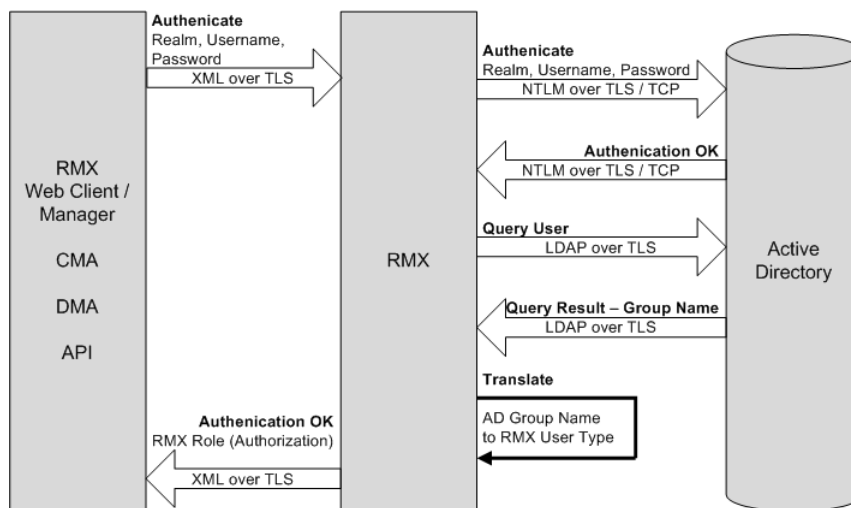 Authenicate
Realm, Username,
Password
XML over TLS
Authenicate
Realm, Username, Password
NTLM over TLS / TCP
Authenication OK
NTLM over TLS / TCP
RMX
Web Client /
Manager
CMA
DMA
API
RMX
Query User
LDAP over TLS
Active
Directory
Query Result – Group Name
LDAP over TLS
Translate
AD Group Name
to RMX User Type
Authenication OK
RMX Role (Authorization)
XML over TLS